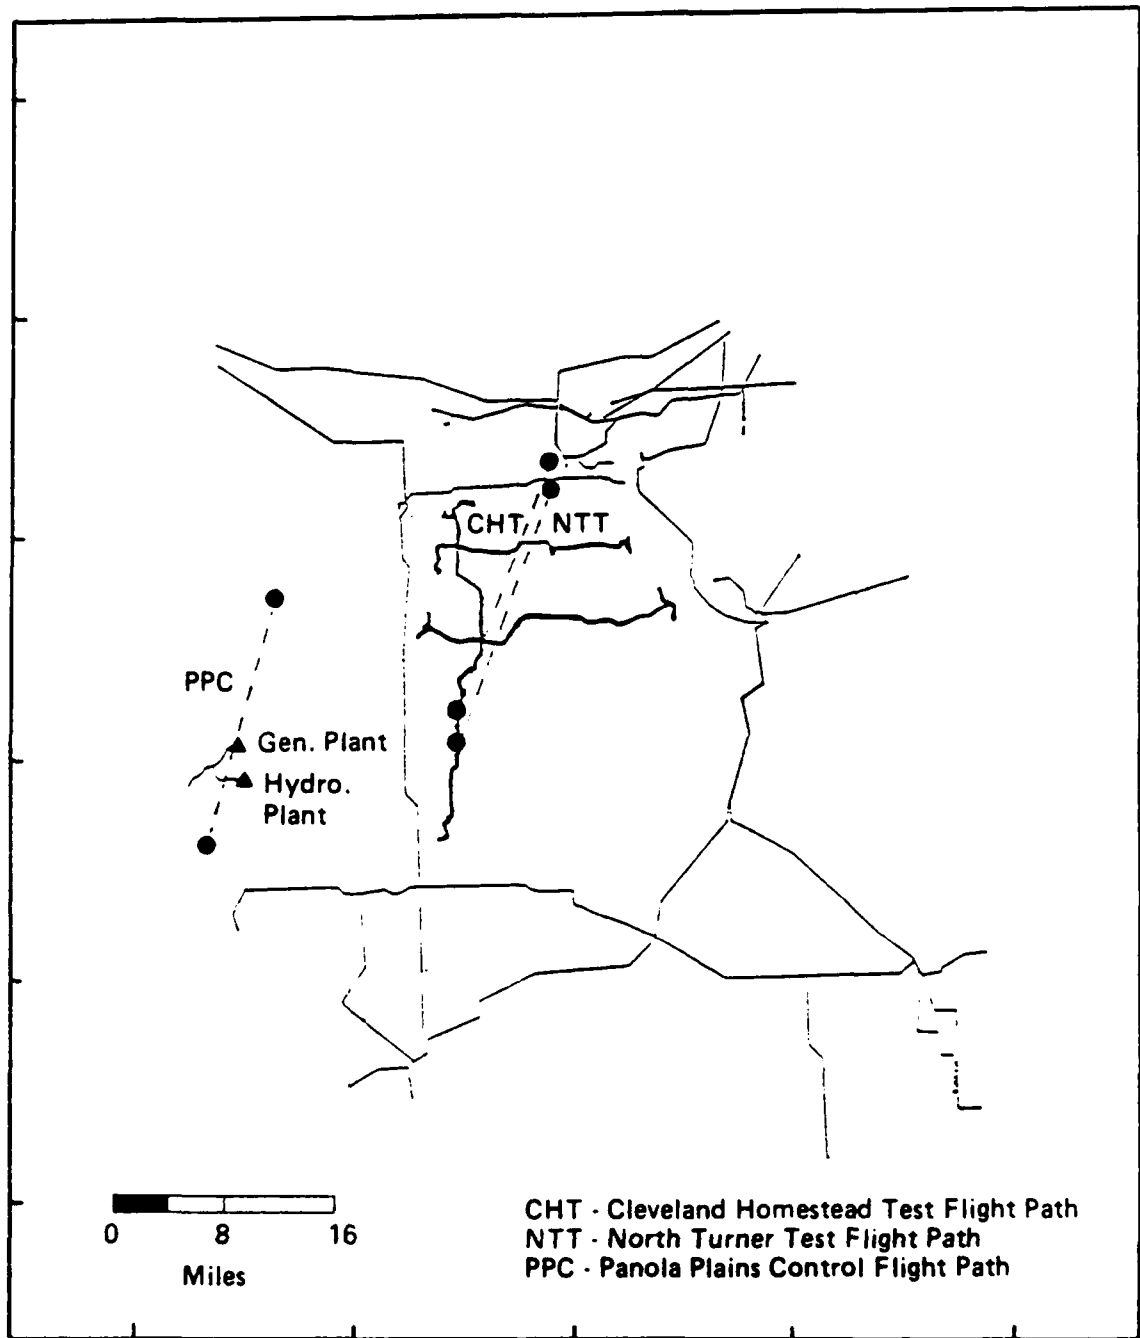 CHT NTT
PPC
Gen. Plant
Hydro.
Plant
0 8 16
Miles
CHT - Cleveland Homestead Test Flight Path
NTT - North Turner Test Flight Path
PPC - Panola Plains Control Flight Path